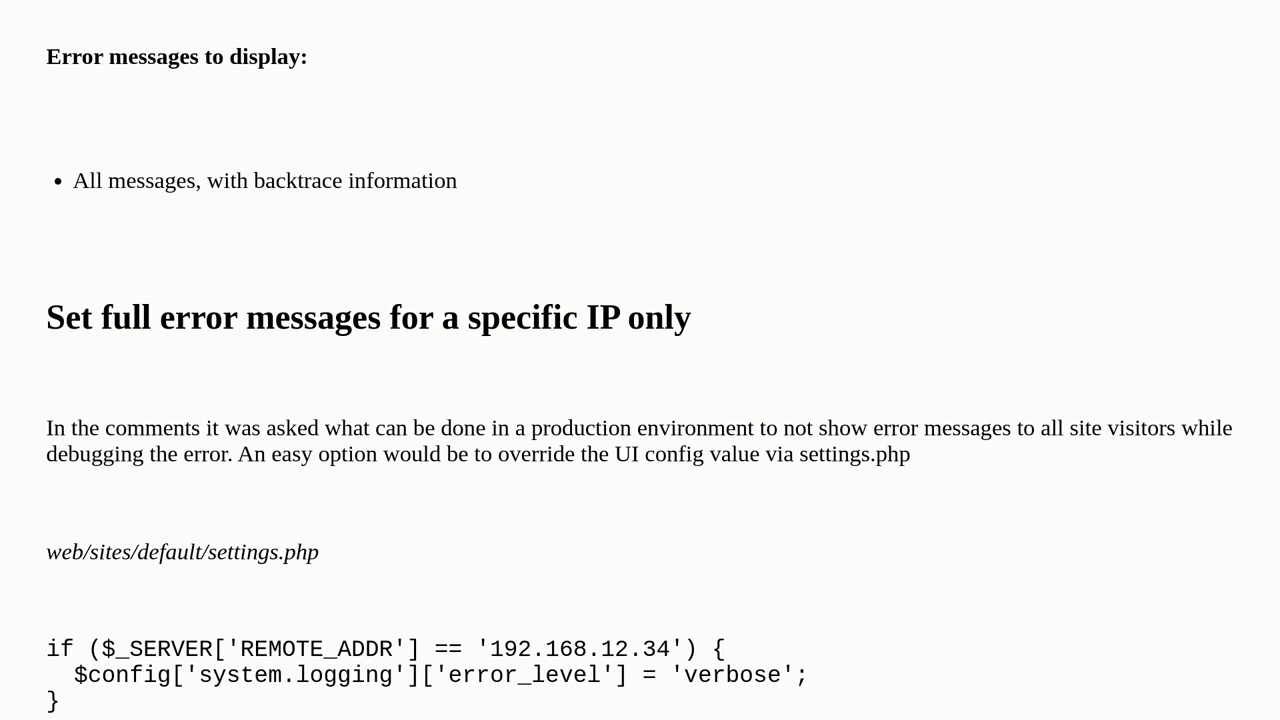 Error messages to display:
• All messages, with backtrace information
Set full error messages for a specific IP only
In the comments it was asked what can be done in a production environment to not show error messages to all site visitors while
debugging the error. An easy option would be to override the UI config value via settings.php
web/sites/default/settings.php
if ($_SERVER['REMOTE_ADDR'] == '192.168.12.34') {
  $config['system.logging']['error_level'] = 'verbose';
}